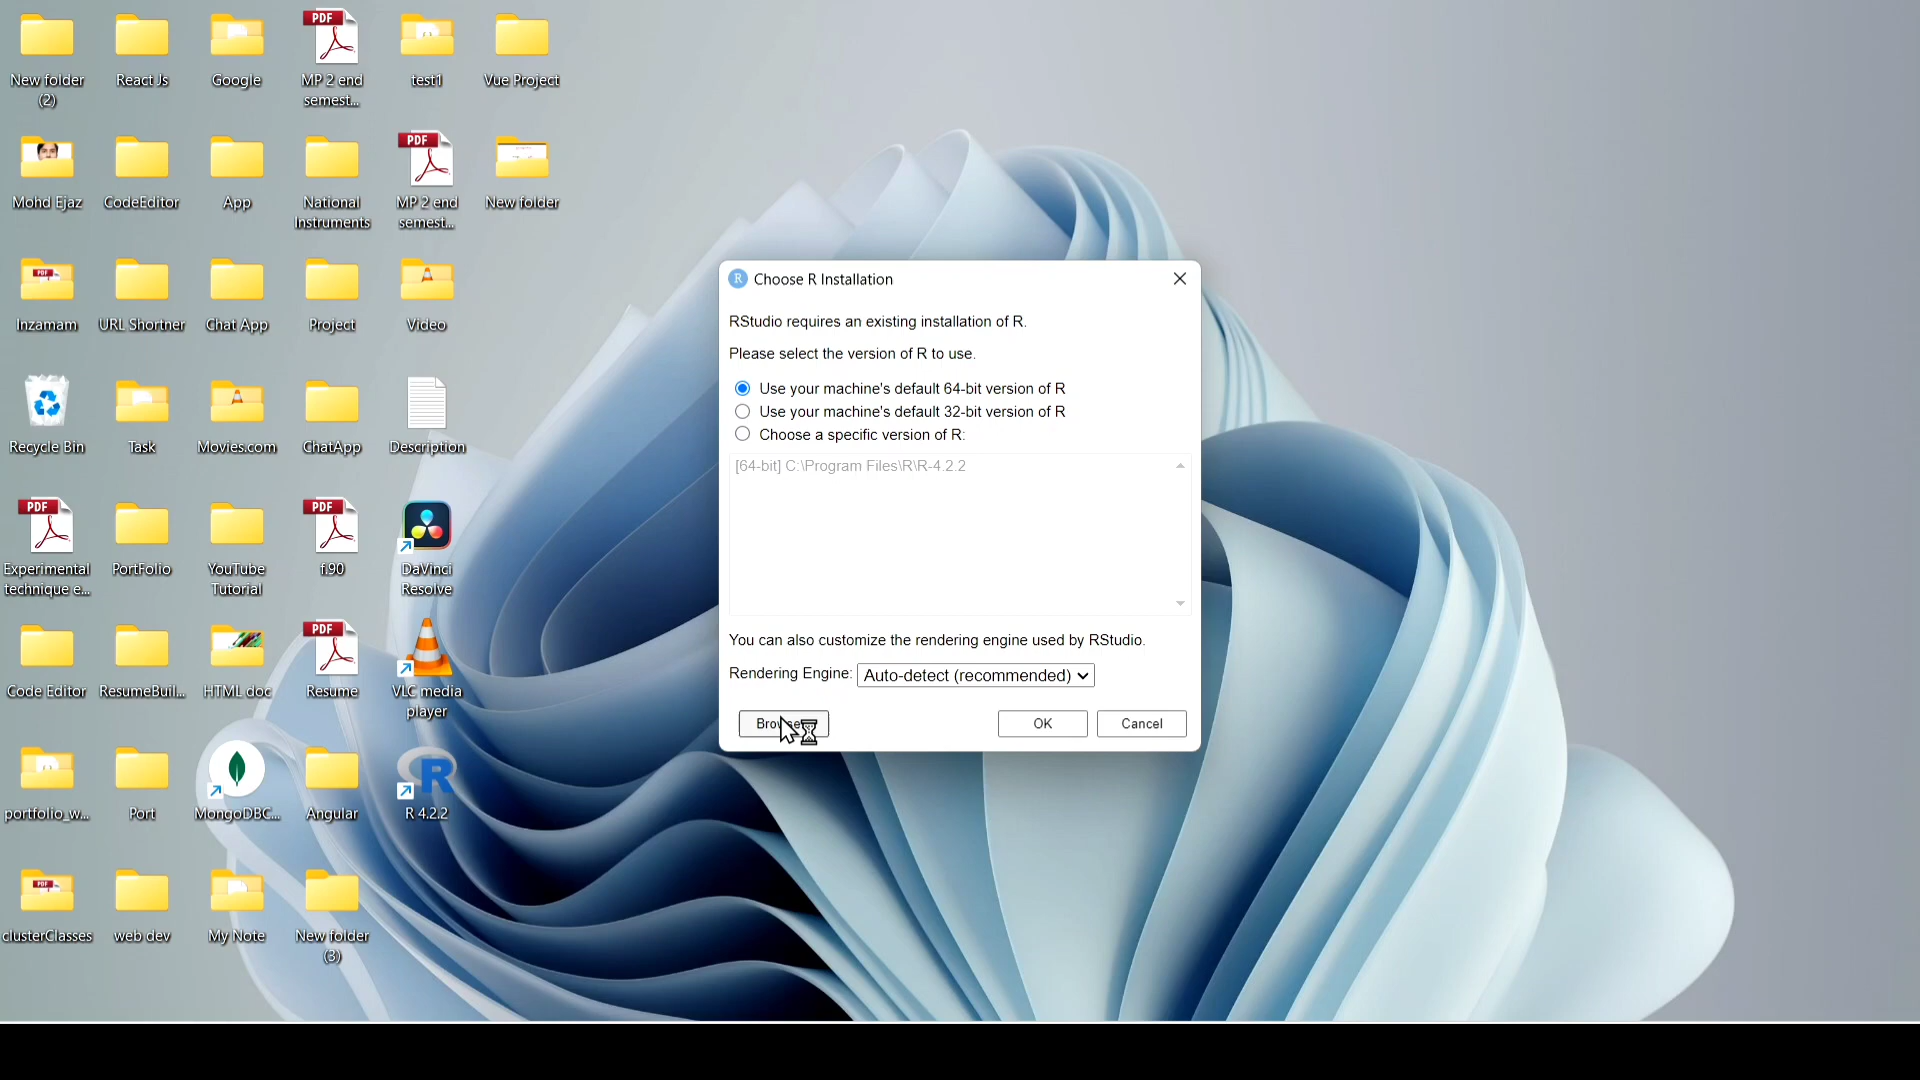 New folder
(2)
React Js
Google
MP 2 end
semest...
test1
Vue Project
Mohd Ejaz
CodeEditor
App
National
Instruments
MP 2 end
semest...
New folder
Inzamam
URL Shortner
Chat App
Project
Video
Recycle Bin
Task
Movies.com
ChatApp
Description
Experimental
technique e...
PortFolio
YouTube
Tutorial
f.90
DaVinci
Resolve
Code Editor
ResumeBuil...
HTML doc
Resume
VLC media
player
portfolio_w...
Port
MongoDBC...
Angular
R 4.2.2
clusterClasses
web dev
My Note
New folder
(3)
PDF
PDF
PDF
PDF
PDF
PDF
PDF
R
R Choose R Installation
RStudio requires an existing installation of R.
Please select the version of R to use.
Use your machine's default 64-bit version of R
Use your machine's default 32-bit version of R
Choose a specific version of R:
[64-bit] C:\Program Files\R\R-4.2.2
You can also customize the rendering engine used by RStudio.
Rendering Engine: Auto-detect (recommended)
OK
Cancel